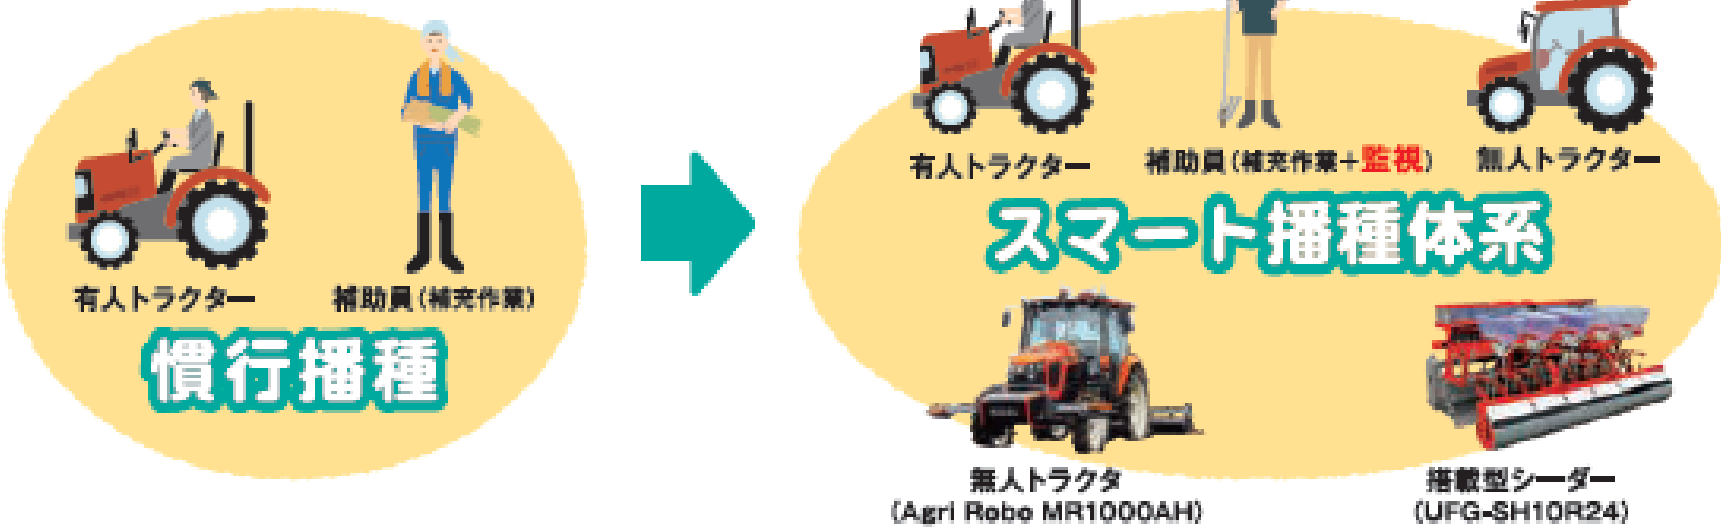 有人トラクター
補助員(補充作業)
慣行播種
有人トラクター
補助員(補充作業+監視)
無人トラクター
スマート播種体系
無人トラクタ
(Agri Robo MR1000AH)
搭載型シーダー
(UFG-SH10R24)